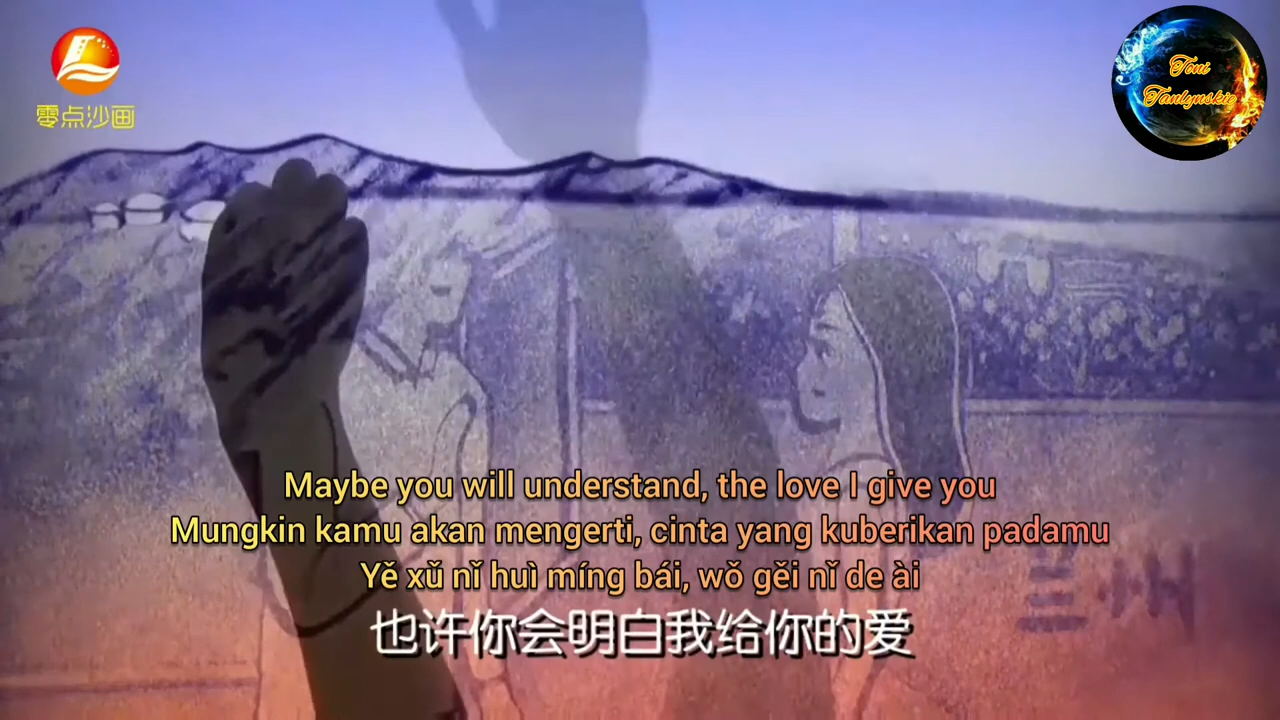 零点沙画
Toni
Tanlynskie
Maybe you will understand, the love I give you
Mungkin kamu akan mengerti, cinta yang kuberikan padamu
Yě xǔ nǐ huì míng bái, wǒ gěi nǐ de ài
也许你会明白我给你的爱
兰州